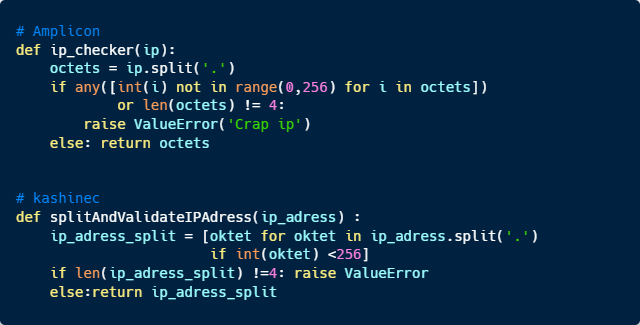 # Amplicon
def ip_checker(ip):
    octets = ip.split('.')
    if any([int(i) not in range(0,256) for i in octets])
            or len(octets) != 4:
        raise ValueError('Crap ip')
    else: return octets
# kashinec
def splitAndValidateIPAdress(ip_adress) :
    ip_adress_split = [oktet for oktet in ip_adress.split('.')
                       if int(oktet) <256]
    if len(ip_adress_split) !=4: raise ValueError
    else:return ip_adress_split